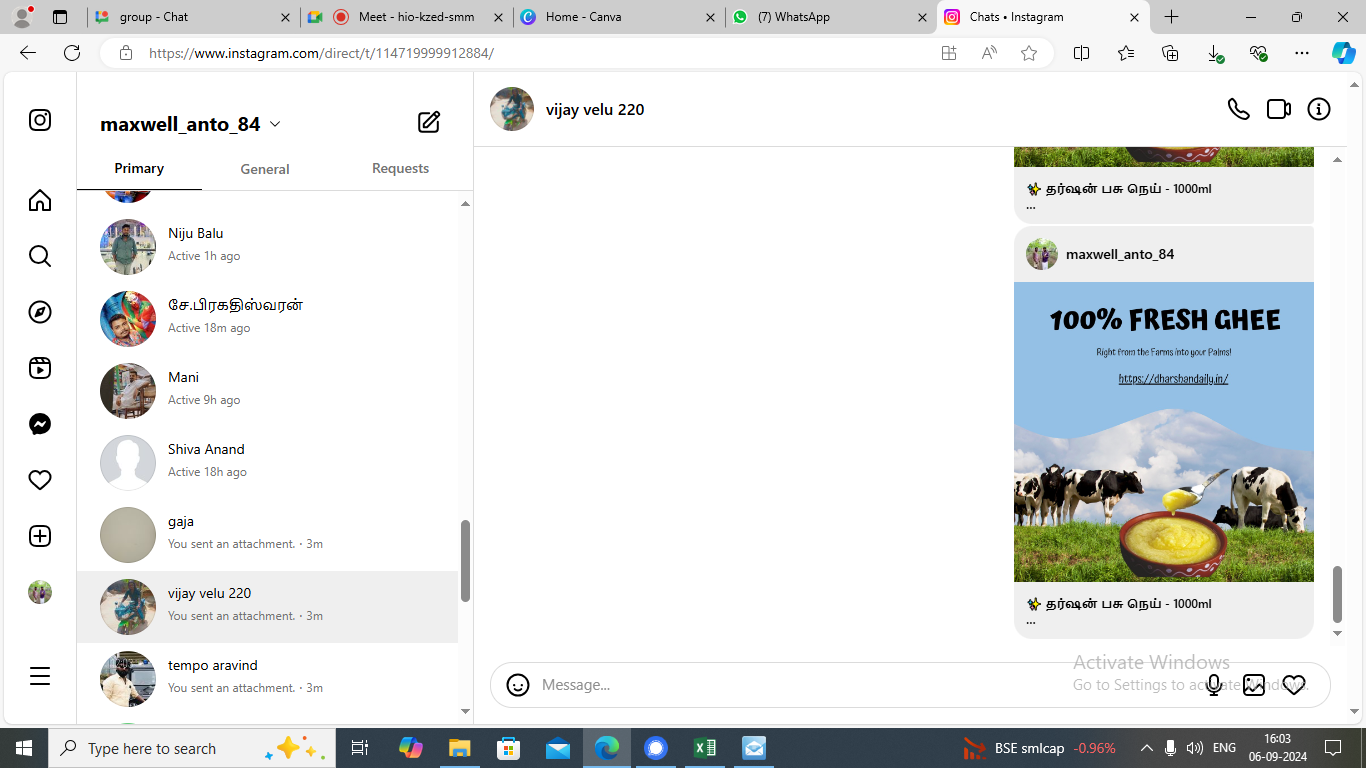 group - Chat
Meet - hio-kzed-smm
Home - Canva
(7) WhatsApp
Chats • Instagram
https://www.instagram.com/direct/t/114719999912884/
maxwell_anto_84
Primary
General
Requests
Niju Balu
Active 1h ago
சே.பிரகதிஸ்வரன்
Active 18m ago
Mani
Active 9h ago
Shiva Anand
Active 18h ago
gaja
You sent an attachment. · 3m
vijay velu 220
You sent an attachment. · 3m
tempo aravind
You sent an attachment. · 3m
vijay velu 220
✨ தர்ஷன் பசு நெய் - 1000ml
...
maxwell_anto_84
100% FRESH GHEE
Right from the Farms into your Palms!
https://dharshandaily.in/
✨ தர்ஷன் பசு நெய் - 1000ml
...
Message...
Activate Windows
Go to Settings to activate Windows.
Type here to search
BSE smlcap -0.96%
ENG
16:03
06-09-2024